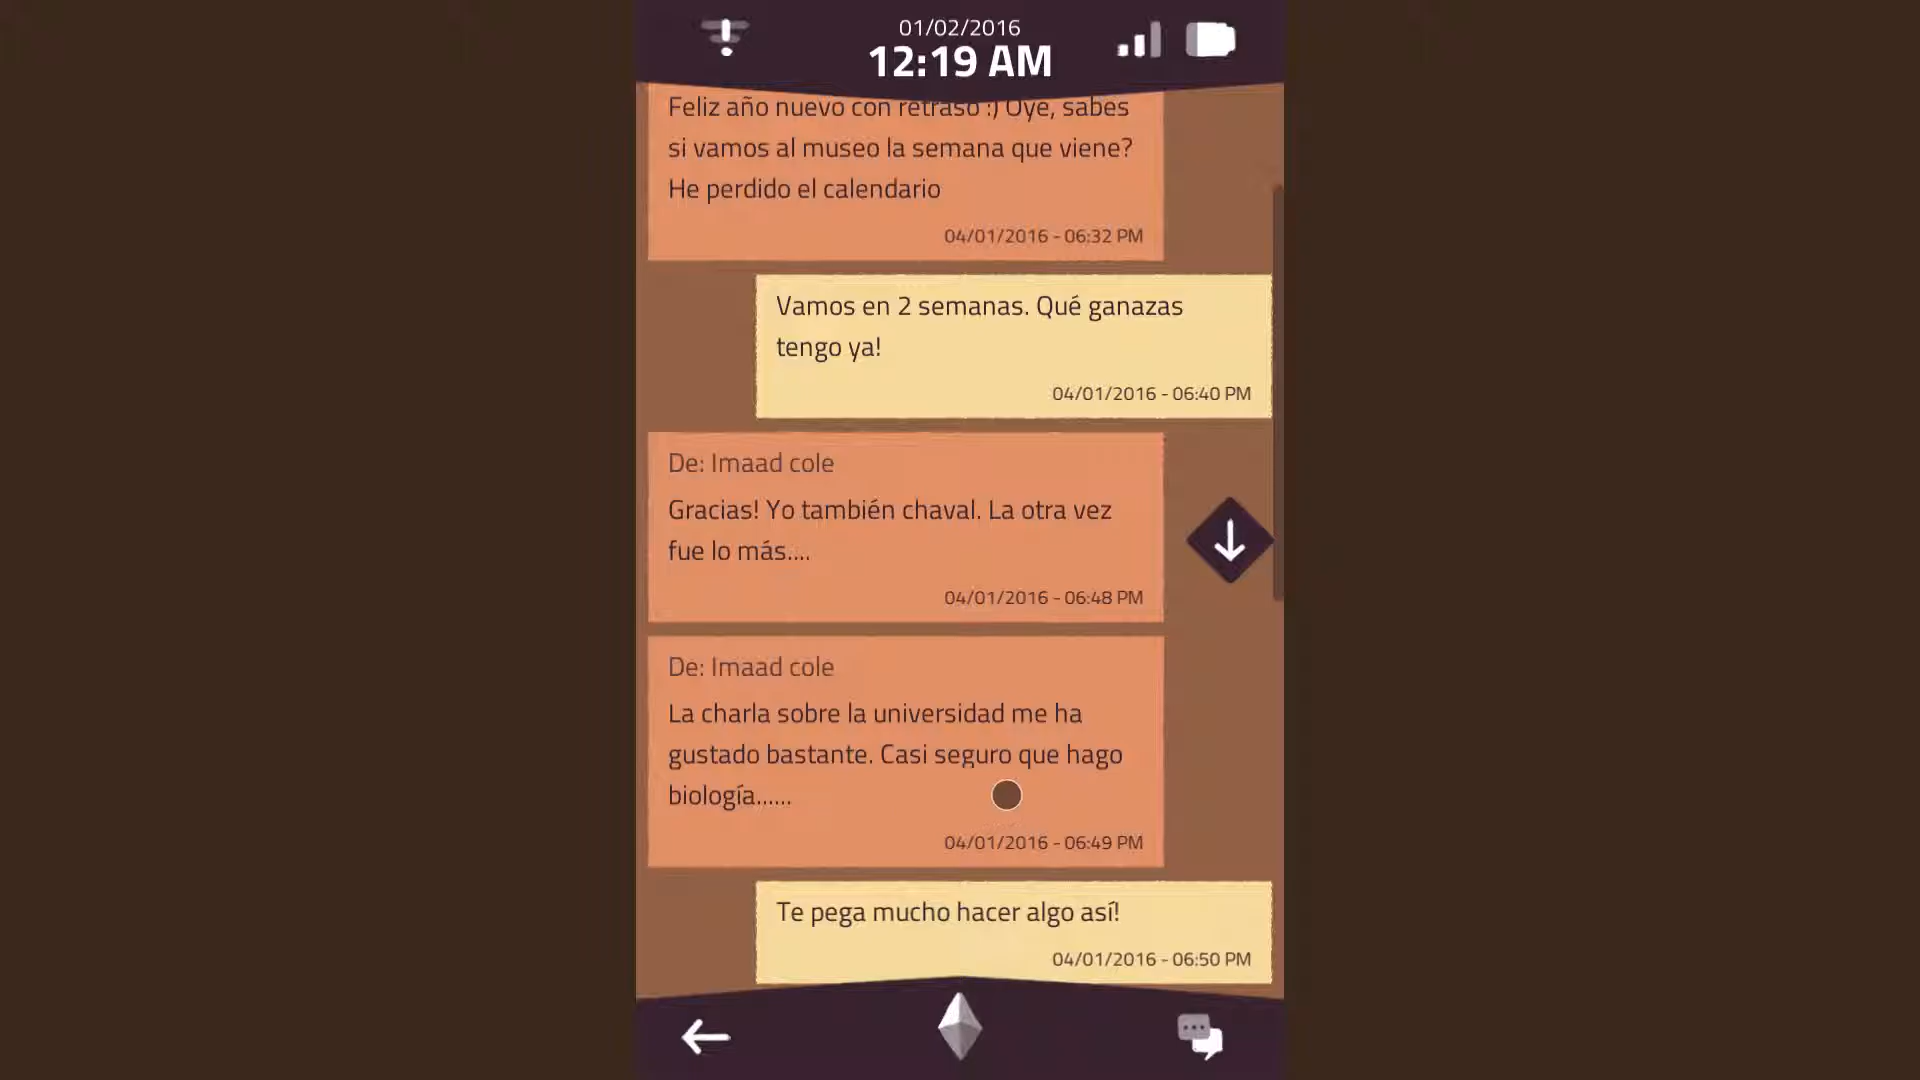 01/02/2016
12:19 AM
Feliz año nuevo con retraso :) Oye, sabes
si vamos al museo la semana que viene?
He perdido el calendario
04/01/2016 - 06:32 PM
Vamos en 2 semanas. Qué ganazas
tengo ya!
04/01/2016 - 06:40 PM
De: Imaad cole
Gracias! Yo también chaval. La otra vez
fue lo más....
04/01/2016 - 06:48 PM
De: Imaad cole
La charla sobre la universidad me ha
gustado bastante. Casi seguro que hago
biología......
04/01/2016 - 06:49 PM
Te pega mucho hacer algo así!
04/01/2016 - 06:50 PM